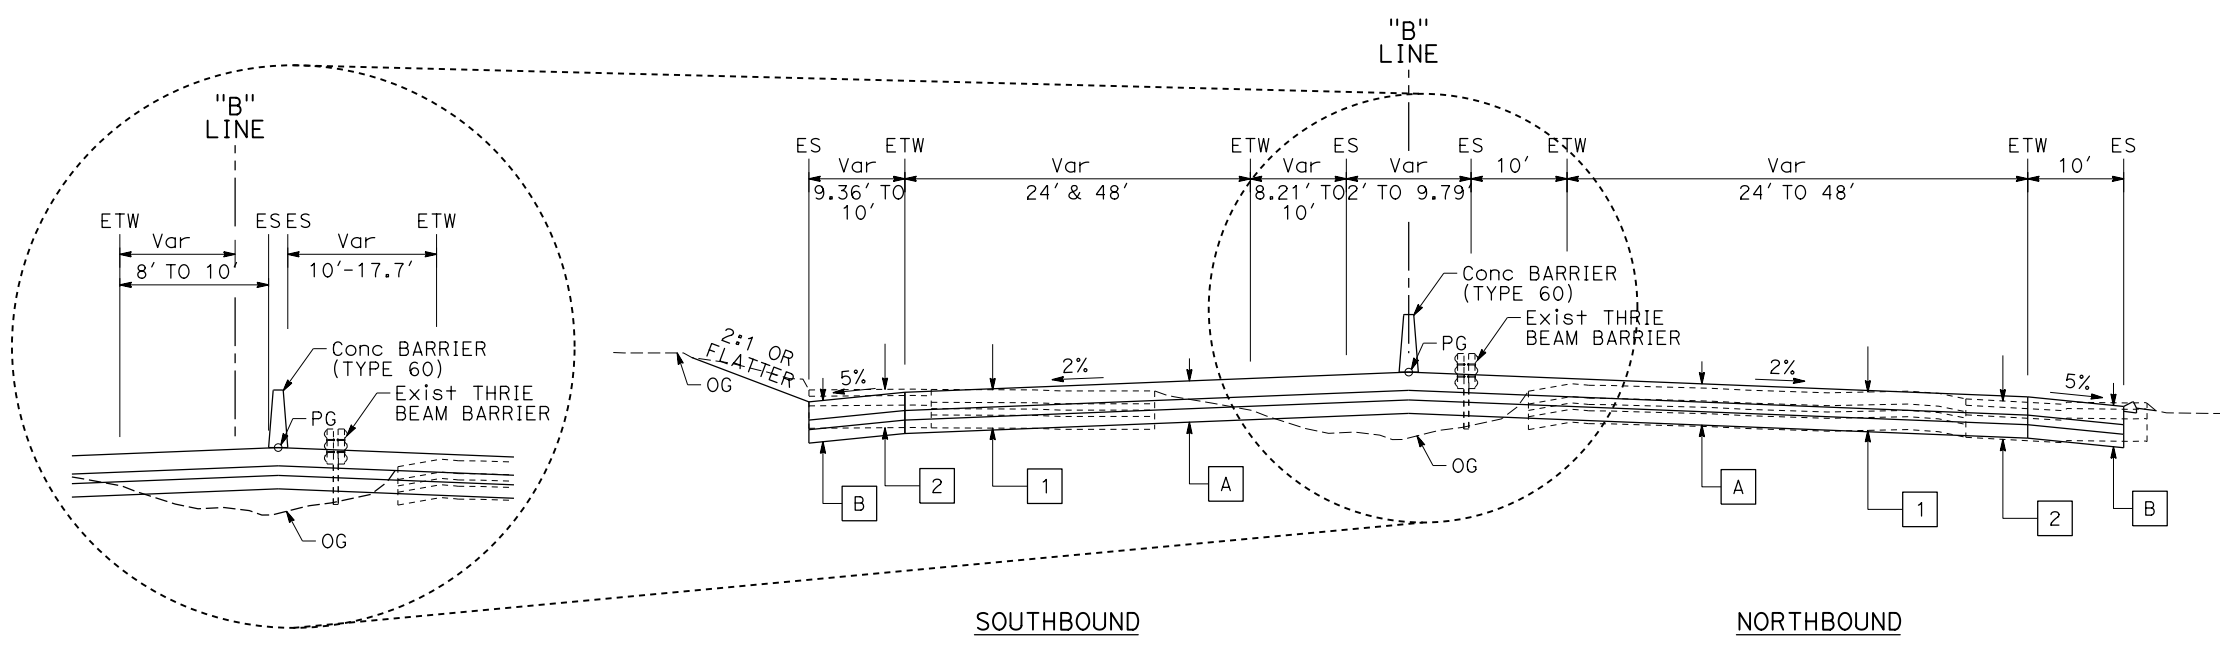 "B"
LINE
ETW
ES ES
ETW
Var
Var
8' TO 10'
10'-17.7'
Conc BARRIER
(TYPE 60)
PG
Exist THRIE
BEAM BARRIER
OG
"B"
LINE
ES ETW ETW ES ES ETW ETW ES
Var Var Var Var 10' Var 10'
9.36' TO 24' & 48' 8.21' TO 2' TO 9.79' 24' TO 48'
10' 10'
Conc BARRIER
(TYPE 60)
Exist THRIE
BEAM BARRIER
PG
2:1 OR
FLATTER
OG
5% 2% 2% 5%
OG
B 2 1 A A 1 2 B
SOUTHBOUND NORTHBOUND